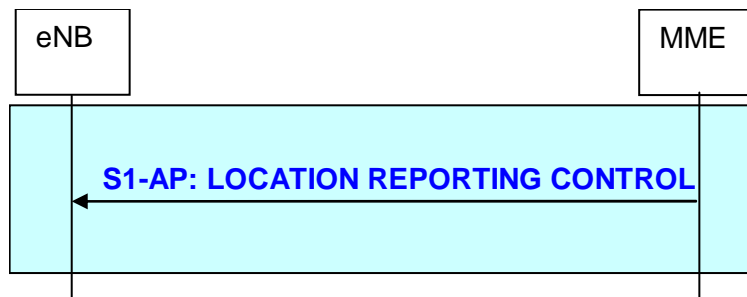 eNB
MME
S1-AP: LOCATION REPORTING CONTROL